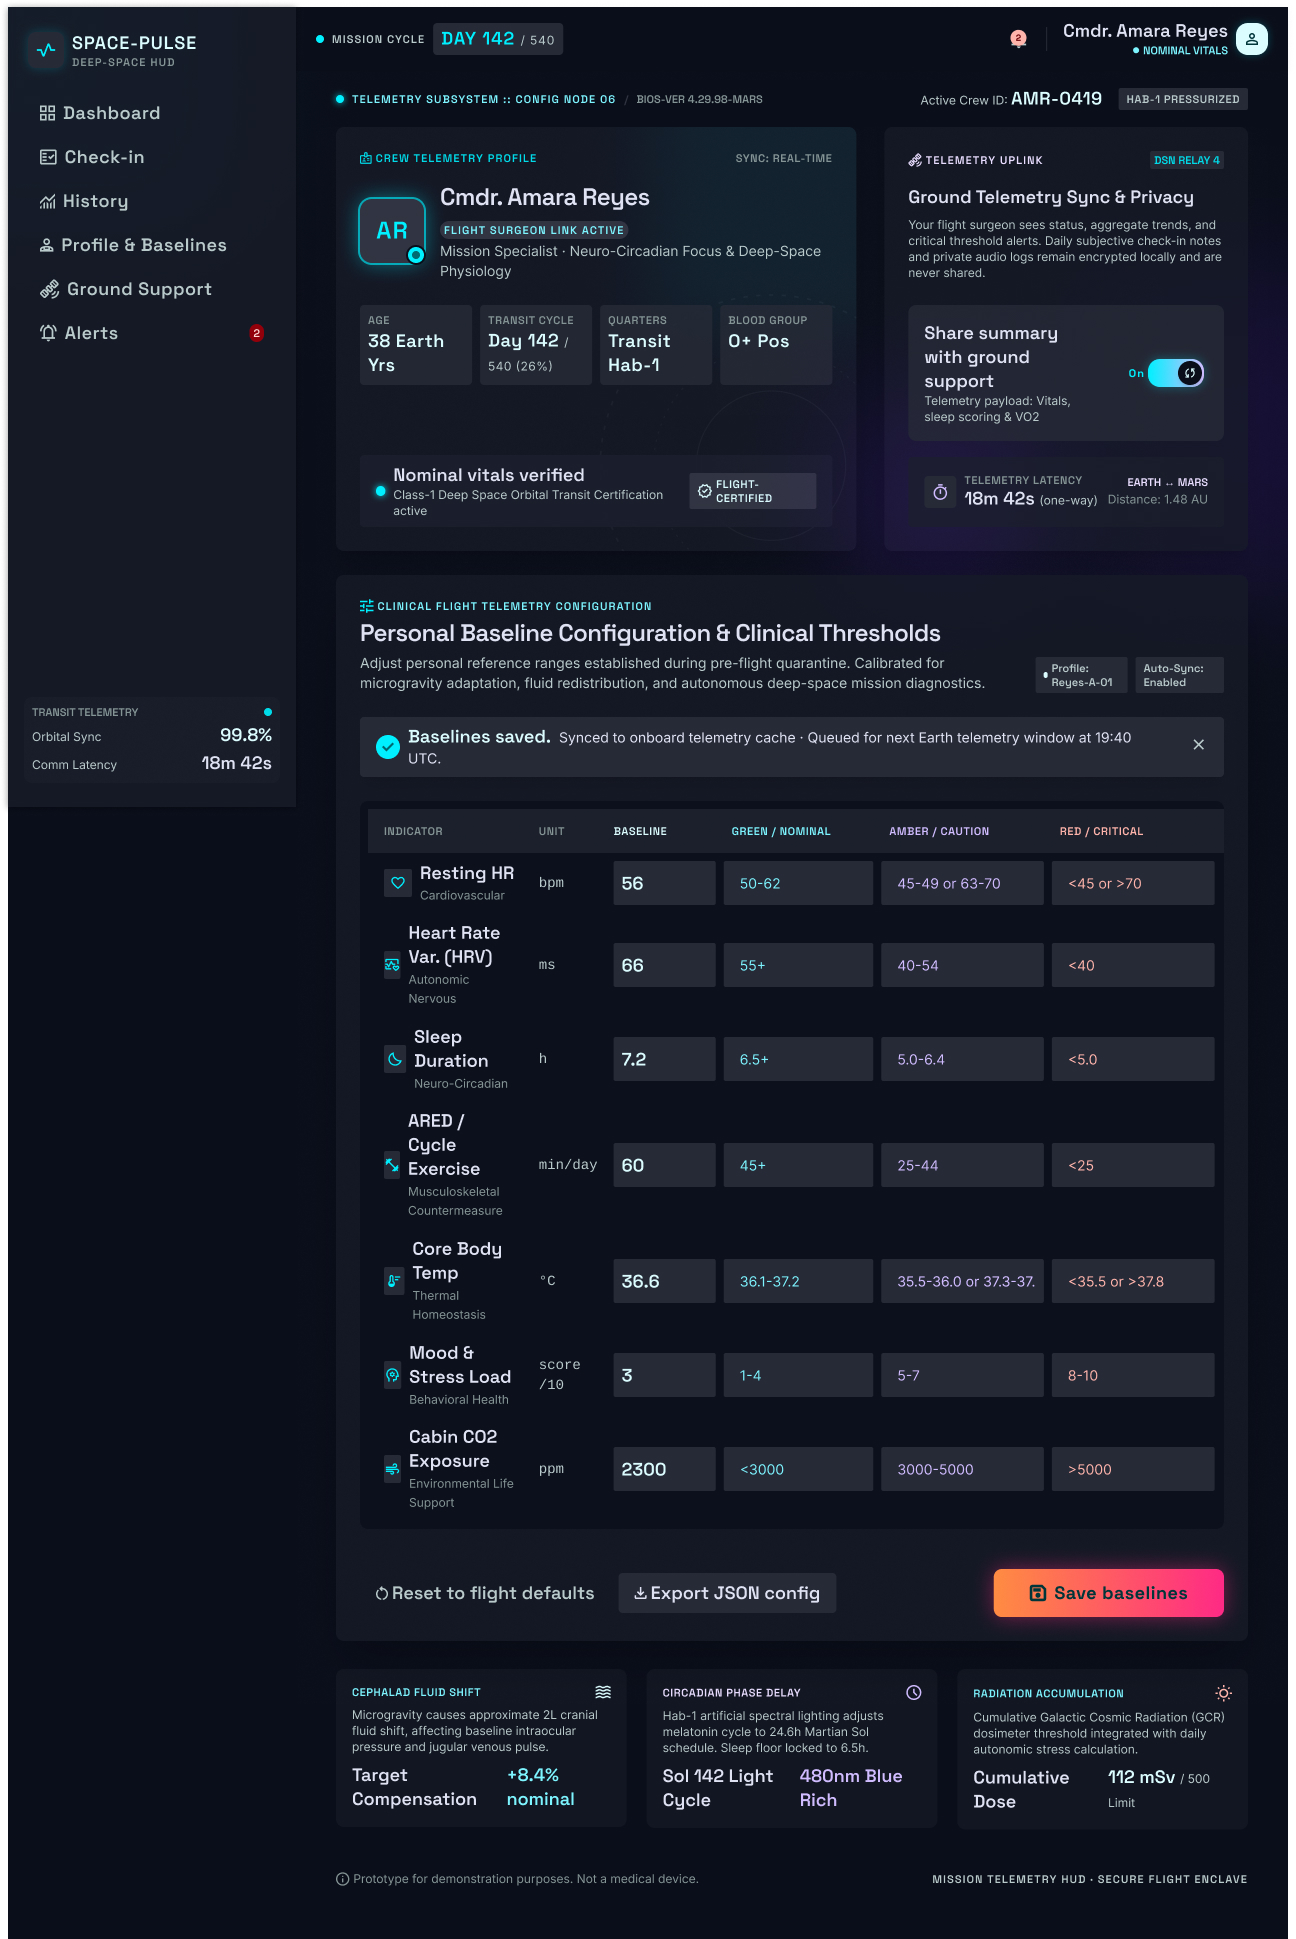 SPACE-PULSE
DEEP-SPACE HUD
Dashboard
Check-in
History
Profile & Baselines
Ground Support
Alerts 2
TRANSIT TELEMETRY
Orbital Sync 99.8%
Comm Latency 18m 42s
MISSION CYCLE DAY 142 / 540
2
Cmdr. Amara Reyes
NOMINAL VITALS
TELEMETRY SUBSYSTEM :: CONFIG NODE 06 / BIOS-VER 4.29.98-MARS
Active Crew ID: AMR-0419 HAB-1 PRESSURIZED
CREW TELEMETRY PROFILE SYNC: REAL-TIME
AR
Cmdr. Amara Reyes
FLIGHT SURGEON LINK ACTIVE
Mission Specialist · Neuro-Circadian Focus & Deep-Space
Physiology
AGE
38 Earth
Yrs
TRANSIT CYCLE
Day 142 /
540 (26%)
QUARTERS
Transit
Hab-1
BLOOD GROUP
O+ Pos
Nominal vitals verified
Class-1 Deep Space Orbital Transit Certification
active
FLIGHT-
CERTIFIED
TELEMETRY UPLINK DSN RELAY 4
Ground Telemetry Sync & Privacy
Your flight surgeon sees status, aggregate trends, and
critical threshold alerts. Daily subjective check-in notes
and private audio logs remain encrypted locally and are
never shared.
Share summary
with ground
support
Telemetry payload: Vitals,
sleep scoring & VO2
On
TELEMETRY LATENCY
18m 42s (one-way)
EARTH ↔ MARS
Distance: 1.48 AU
CLINICAL FLIGHT TELEMETRY CONFIGURATION
Personal Baseline Configuration & Clinical Thresholds
Adjust personal reference ranges established during pre-flight quarantine. Calibrated for
microgravity adaptation, fluid redistribution, and autonomous deep-space mission diagnostics.
Profile:
Reyes-A-01
Auto-Sync:
Enabled
Baselines saved. Synced to onboard telemetry cache · Queued for next Earth telemetry window at 19:40
UTC.
INDICATOR UNIT BASELINE GREEN / NOMINAL AMBER / CAUTION RED / CRITICAL
Resting HR
Cardiovascular
bpm 56 50-62 45-49 or 63-70 <45 or >70
Heart Rate
Var. (HRV)
Autonomic
Nervous
ms 66 55+ 40-54 <40
Sleep
Duration
Neuro-Circadian
h 7.2 6.5+ 5.0-6.4 <5.0
ARED /
Cycle
Exercise
Musculoskeletal
Countermeasure
min/day 60 45+ 25-44 <25
Core Body
Temp
Thermal
Homeostasis
°C 36.6 36.1-37.2 35.5-36.0 or 37.3-37. <35.5 or >37.8
Mood &
Stress Load
Behavioral Health
score
/10
3 1-4 5-7 8-10
Cabin CO2
Exposure
Environmental Life
Support
ppm 2300 <3000 3000-5000 >5000
Reset to flight defaults Export JSON config Save baselines
CEPHALAD FLUID SHIFT
Microgravity causes approximate 2L cranial
fluid shift, affecting baseline intraocular
pressure and jugular venous pulse.
Target
Compensation
+8.4%
nominal
CIRCADIAN PHASE DELAY
Hab-1 artificial spectral lighting adjusts
melatonin cycle to 24.6h Martian Sol
schedule. Sleep floor locked to 6.5h.
Sol 142 Light
Cycle
480nm Blue
Rich
RADIATION ACCUMULATION
Cumulative Galactic Cosmic Radiation (GCR)
dosimeter threshold integrated with daily
autonomic stress calculation.
Cumulative
Dose
112 mSv / 500
Limit
Prototype for demonstration purposes. Not a medical device.
MISSION TELEMETRY HUD · SECURE FLIGHT ENCLAVE